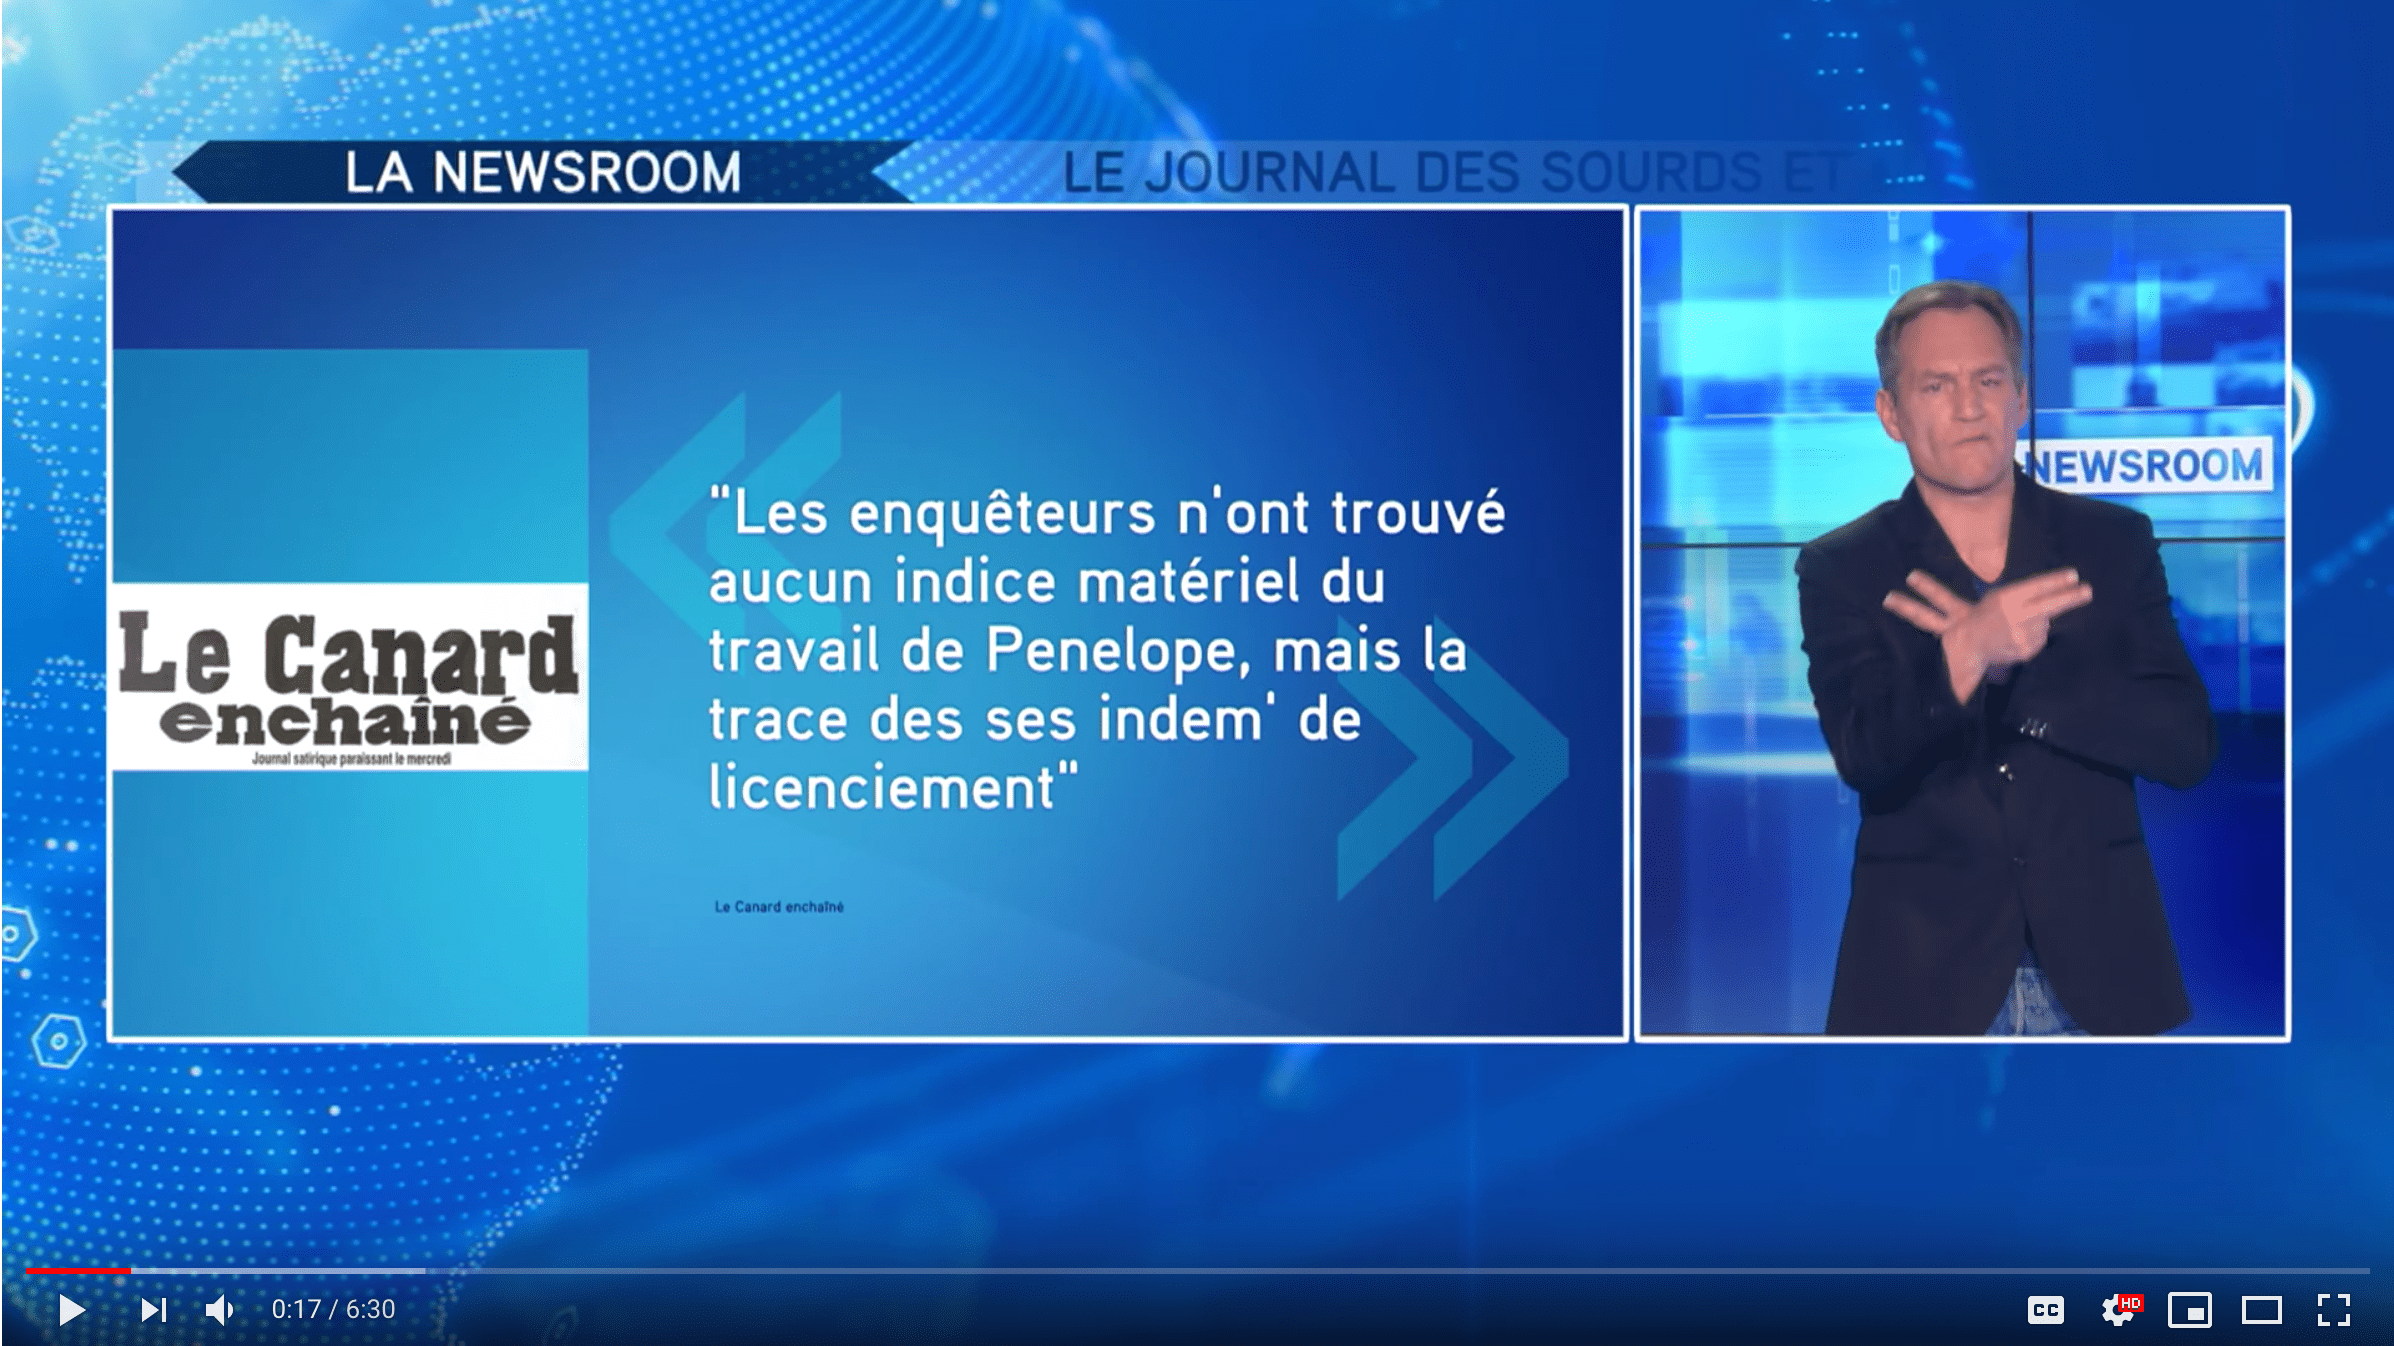 LA NEWSROOM
LE JOURNAL DES SOURDS ET
"Les enquêteurs n'ont trouvé
aucun indice matériel du
travail de Penelope, mais la
trace des ses indem' de
licenciement"
Le Canard enchaîné
Le Canard
enchaîné
Journal satirique paraissant le mercredi
NEWSROOM
0:17 / 6:30
CC
HD